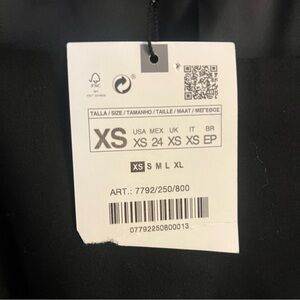 FSC
TALLA / SIZE / TAMANHO / TAILLE / MAAT / ΜΕΓΕΘΟΣ
XS
USA MEX UK IT BR
XS 24 XS XS EP
XS S M L XL
ART.: 7792/250/800
07792250800013